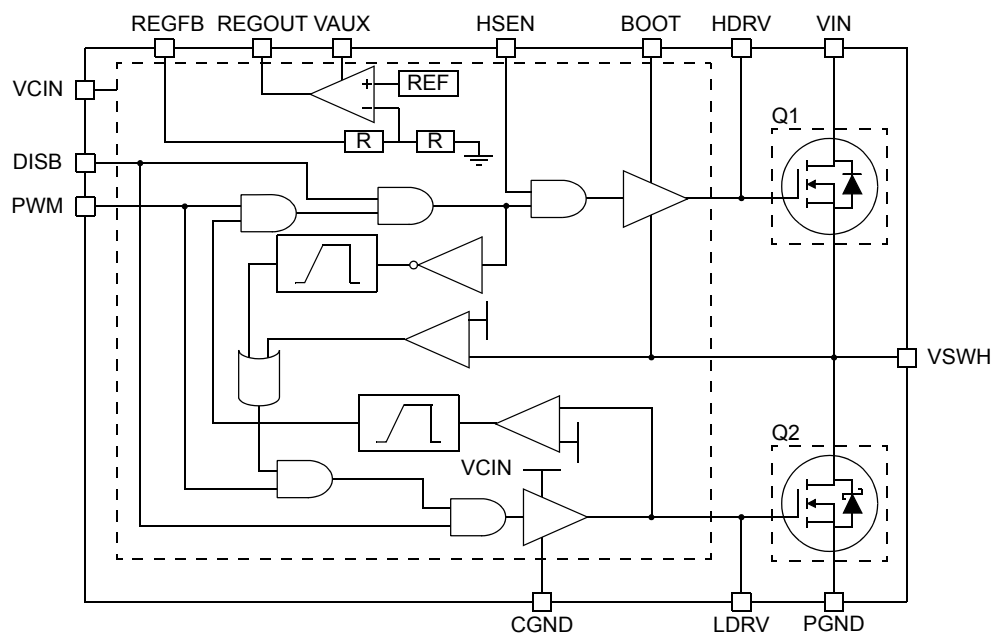 REGFB REGOUT VAUX HSEN BOOT HDRV VIN
VCIN
REF
+
−
R R
DISB
PWM
Q1
VSWH
Q2
VCIN
CGND LDRV PGND